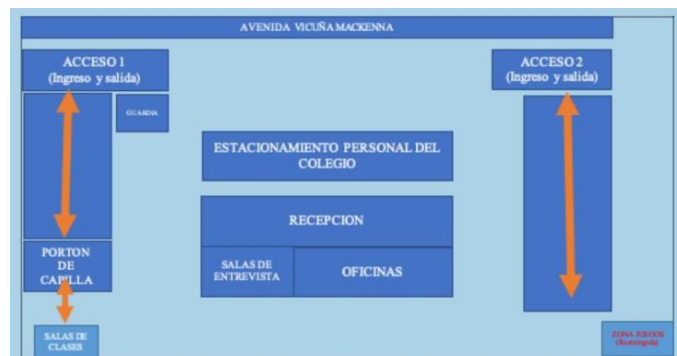 AVENIDA VICUÑA MACKENNA
ACCESO 1
(Ingreso y salida)
ACCESO 2
(Ingreso y salida)
GUARDIA
ESTACIONAMIENTO PERSONAL DEL
COLEGIO
RECEPCION
PORTON
DE
CAPILLA
SALAS DE
ENTREVISTA
OFICINAS
SALAS DE
CLASES
ZONA JUEGOS